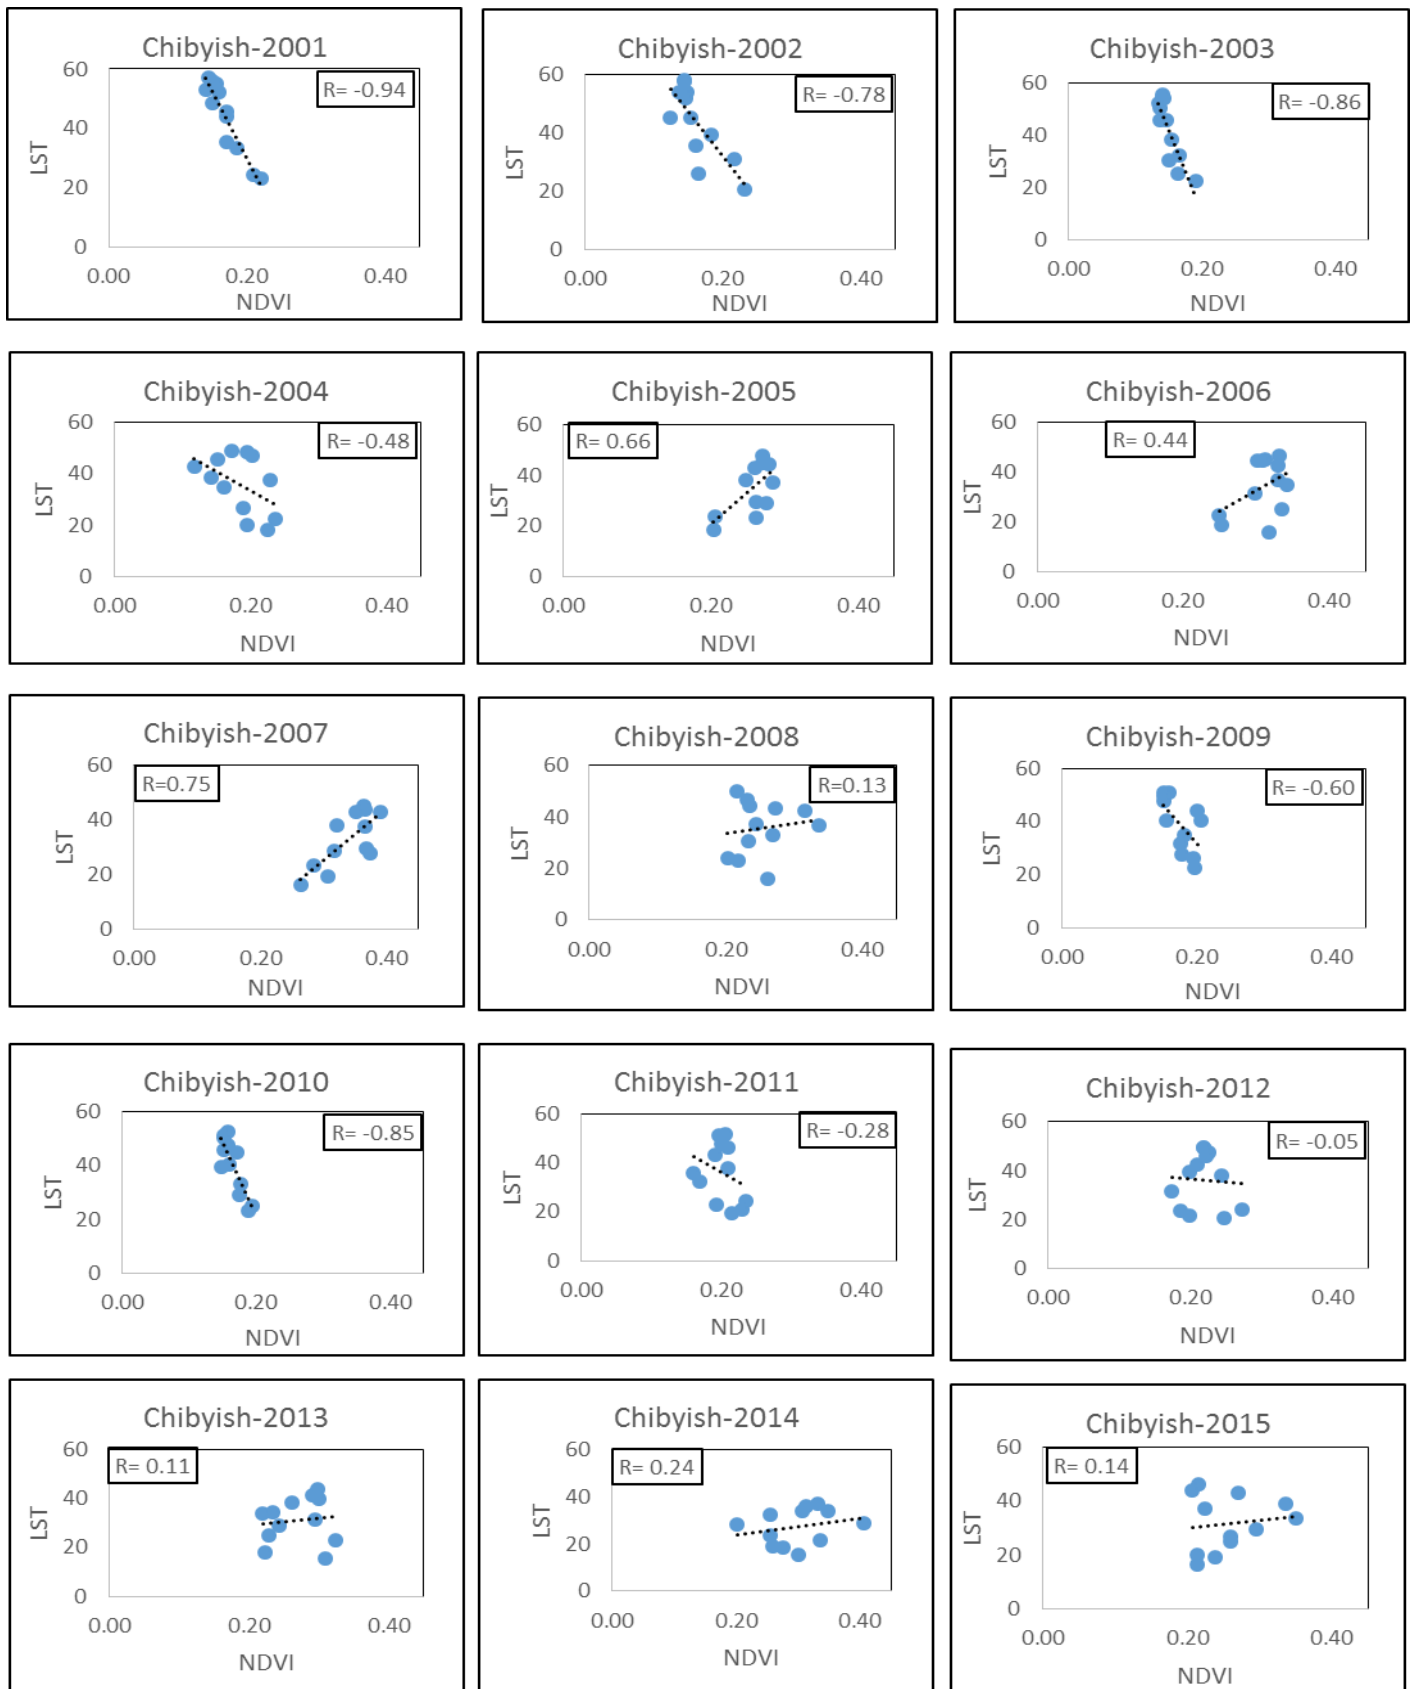 Chibyish-2001
R= -0.94
60
40
20
0
LST
0.00 0.20 0.40
NDVI
Chibyish-2002
R= -0.78
60
40
20
0
LST
0.00 0.20 0.40
NDVI
Chibyish-2003
R= -0.86
60
40
20
0
LST
0.00 0.20 0.40
NDVI
Chibyish-2004
R= -0.48
60
40
20
0
LST
0.00 0.20 0.40
NDVI
Chibyish-2005
R= 0.66
60
40
20
0
LST
0.00 0.20 0.40
NDVI
Chibyish-2006
R= 0.44
60
40
20
0
LST
0.00 0.20 0.40
NDVI
Chibyish-2007
R=0.75
60
40
20
0
LST
0.00 0.20 0.40
NDVI
Chibyish-2008
R=0.13
60
40
20
0
LST
0.00 0.20 0.40
NDVI
Chibyish-2009
R= -0.60
60
40
20
0
LST
0.00 0.20 0.40
NDVI
Chibyish-2010
R= -0.85
60
40
20
0
LST
0.00 0.20 0.40
NDVI
Chibyish-2011
R= -0.28
60
40
20
0
LST
0.00 0.20 0.40
NDVI
Chibyish-2012
R= -0.05
60
40
20
0
LST
0.00 0.20 0.40
NDVI
Chibyish-2013
R= 0.11
60
40
20
0
LST
0.00 0.20 0.40
NDVI
Chibyish-2014
R= 0.24
60
40
20
0
LST
0.00 0.20 0.40
NDVI
Chibyish-2015
R= 0.14
60
40
20
0
LST
0.00 0.20 0.40
NDVI